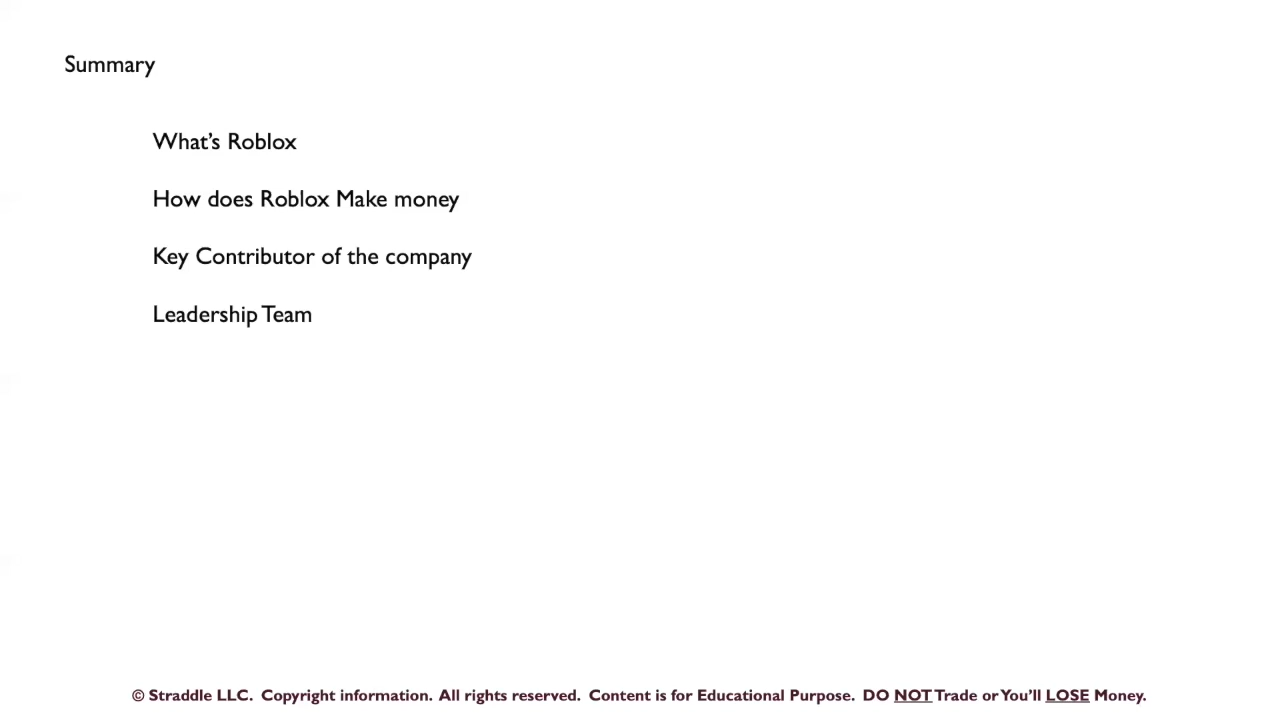 Summary
What's Roblox
How does Roblox Make money
Key Contributor of the company
Leadership Team
© Straddle LLC. Copyright information. All rights reserved. Content is for Educational Purpose. DO NOT Trade or You'll LOSE Money.